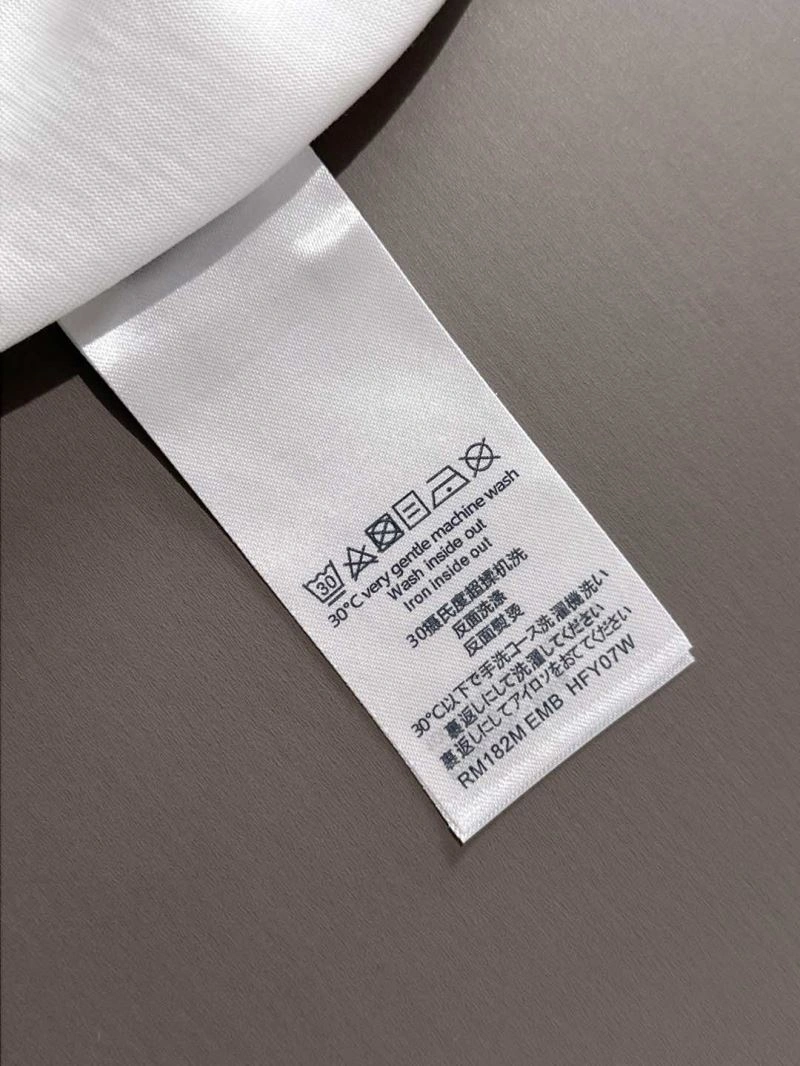 30
30°C very gentle machine wash
Wash inside out
Iron inside out
30摄氏度超揉机洗
反面洗涤
反面熨烫
30°C以下で手洗コース洗濯機洗い
裏返しにして洗濯してください
裏返しにしてアイロンをおてください
RM182M EMB HFY07W